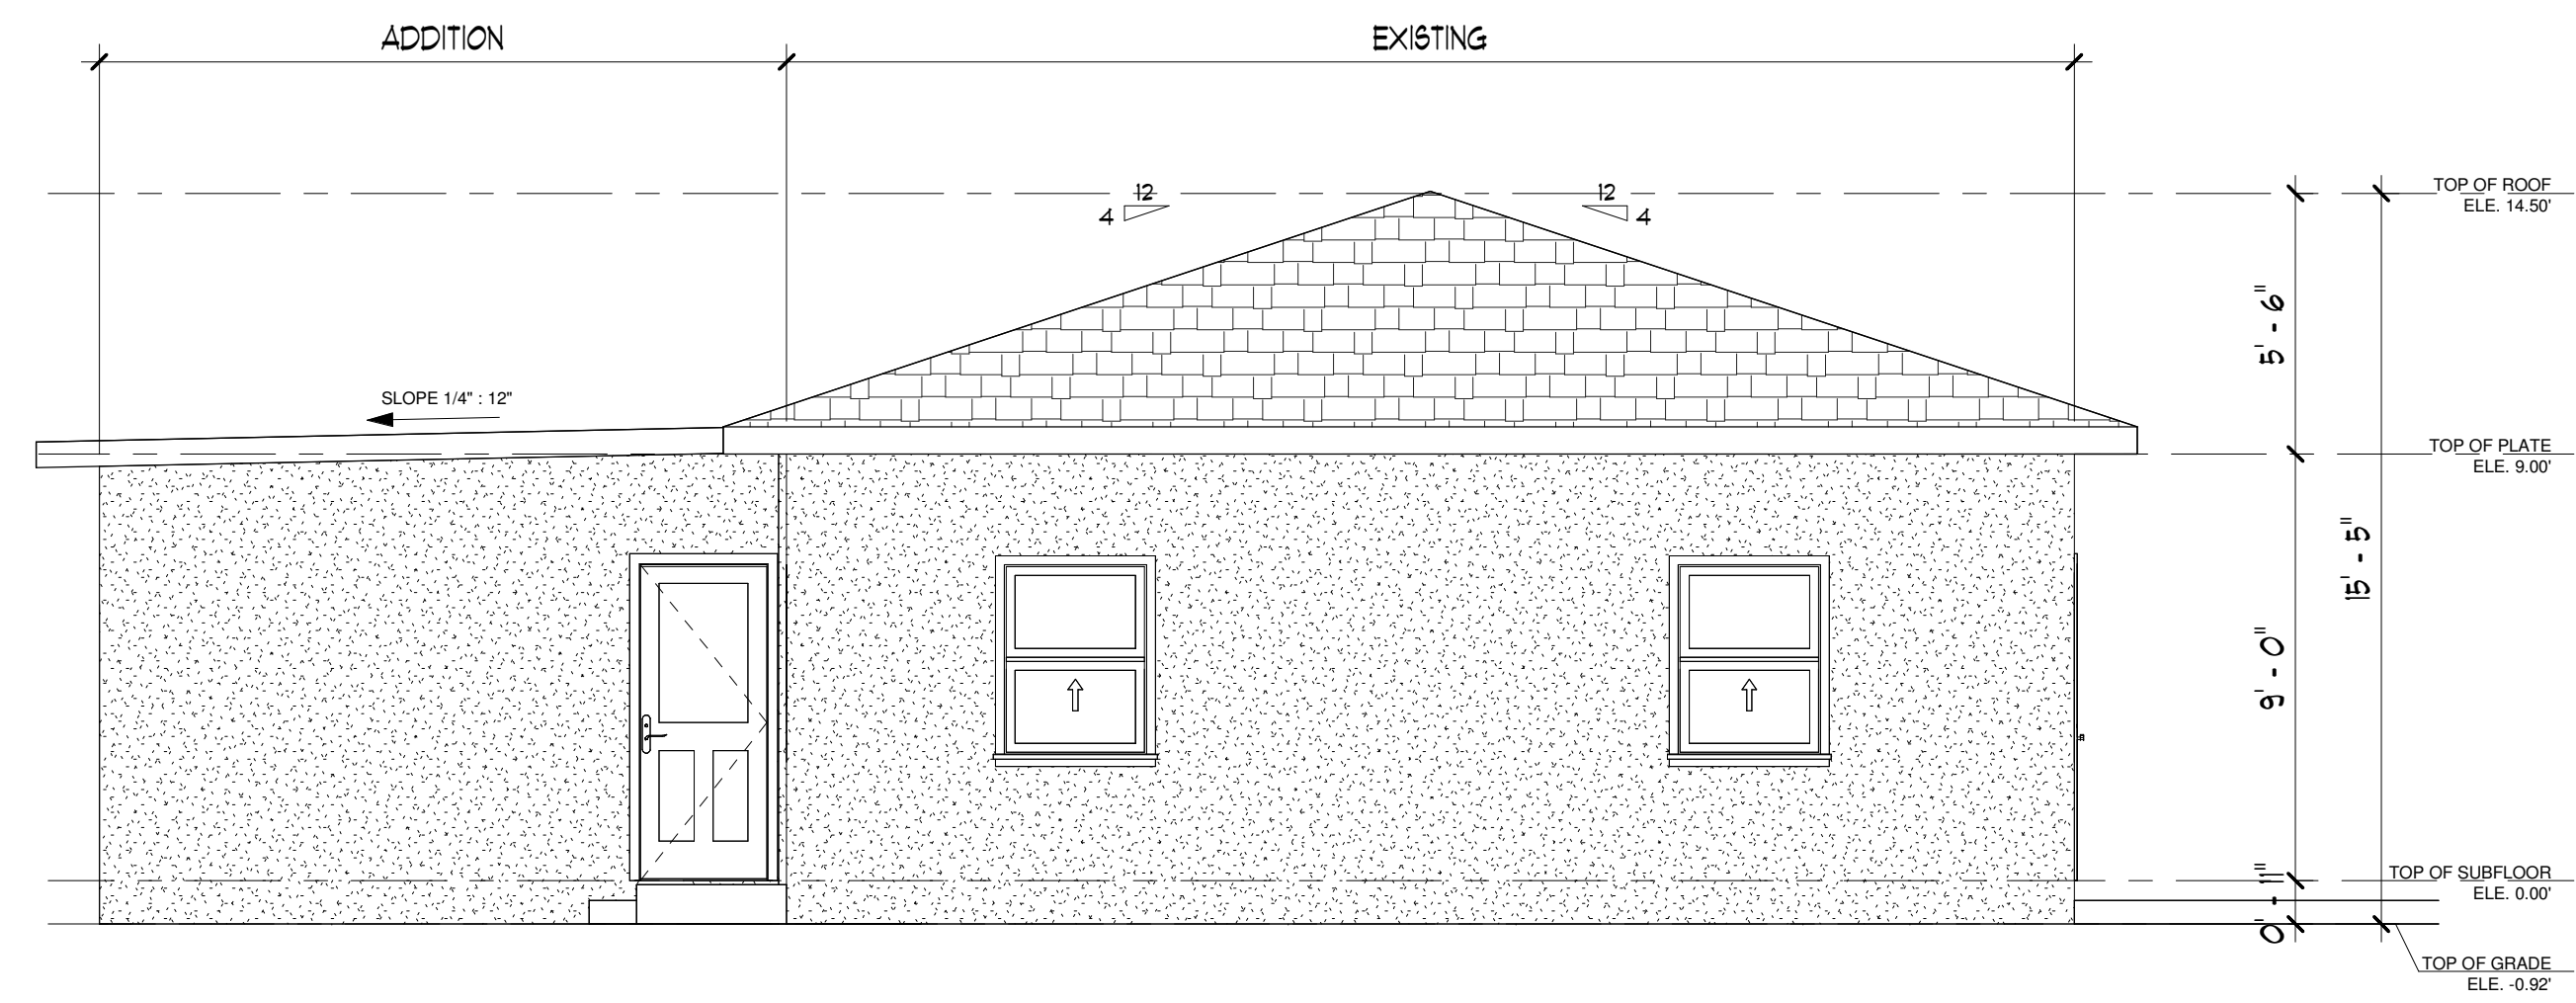 ADDITION
EXISTING
12
4
12
4
TOP OF ROOF
ELE. 14.50'
5' - 6"
SLOPE 1/4" : 12"
TOP OF PLATE
ELE. 9.00'
15' - 5"
9' - 0"
TOP OF SUBFLOOR
ELE. 0.00'
0' - 11"
TOP OF GRADE
ELE. -0.92'